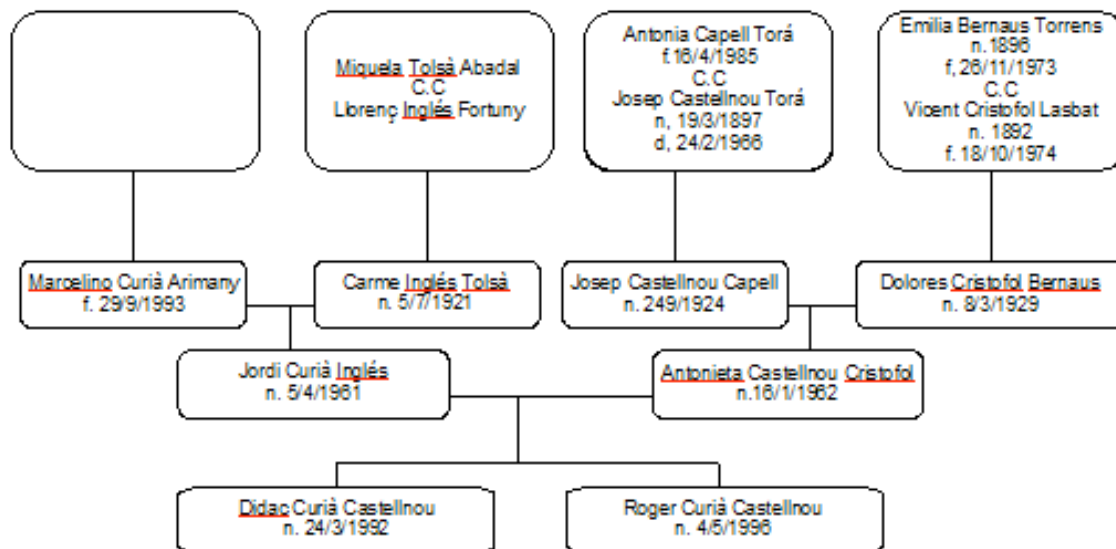 Miquela Tolsà Abadal
C.C
Llorenç Inglés Fortuny
Antonia Capell Torá
f.16/4/1985
C.C
Josep Castellnou Torá
n, 19/3/1897
d, 24/2/1966
Emilia Bernaus Torrens
n.1896
f, 26/11/1973
C.C
Vicent Cristofol Lasbat
n. 1892
f. 18/10/1974
Marcelino Curià Arimany
f. 29/9/1993
Carme Inglés Tolsà
n. 5/7/1921
Josep Castellnou Capell
n.249/1924
Dolores Cristofol Bernaus
n. 8/3/1929
Jordi Curià Inglés
n. 5/4/1961
Antonieta Castellnou Cristofol
n.16/1/1962
Didac Curià Castellnou
n. 24/3/1992
Roger Curià Castellnou
n. 4/5/1996